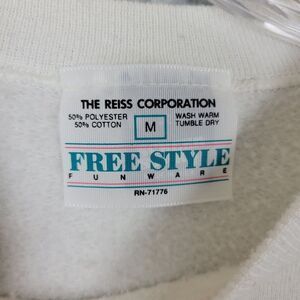 THE REISS CORPORATION
50% POLYESTER M WASH WARM
50% COTTON TUMBLE DRY
FREE STYLE
FUNWARE
RN-71776